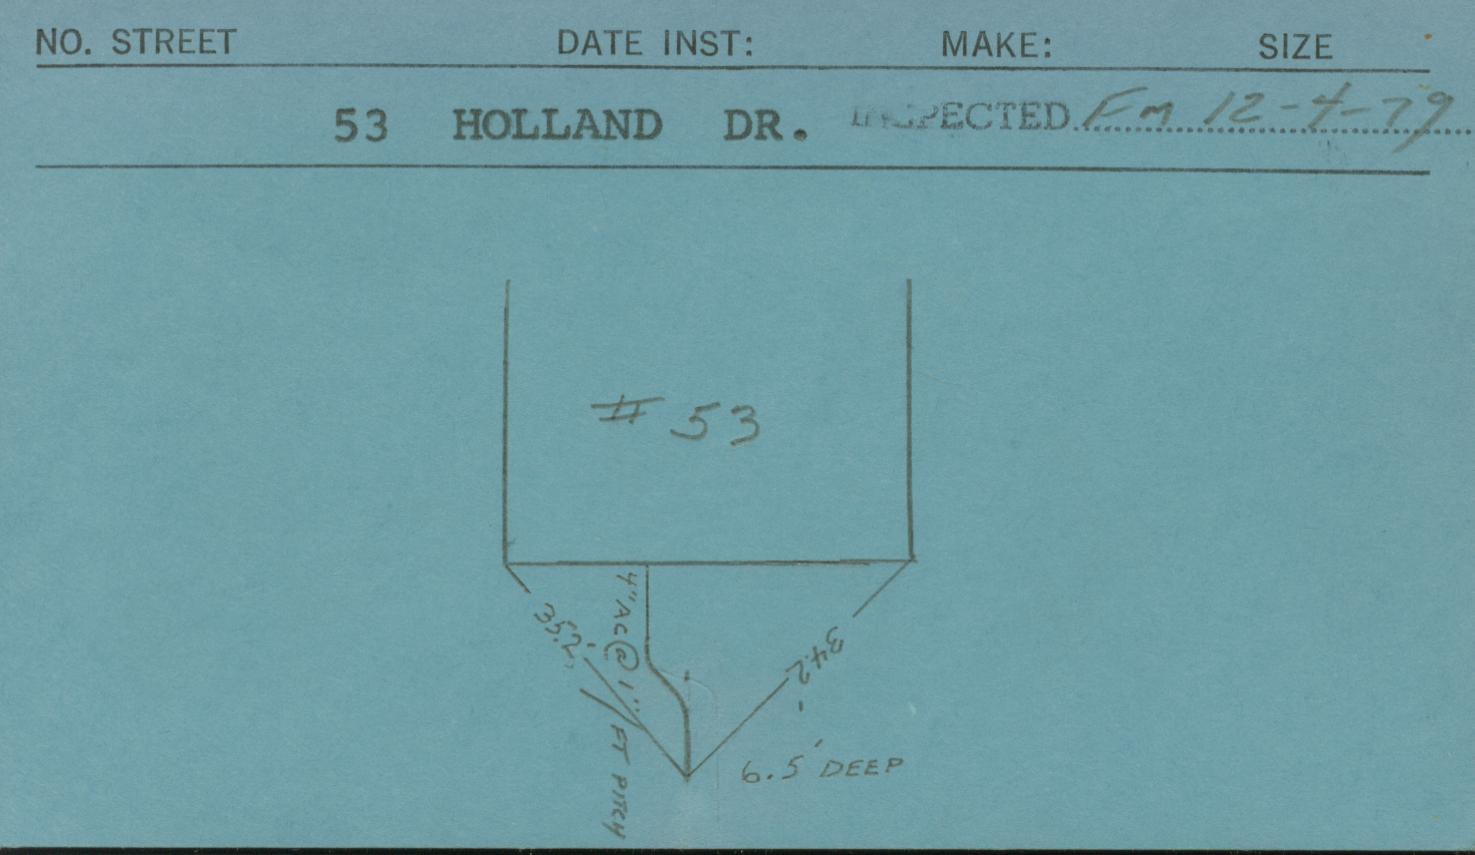 NO. STREET DATE INST: MAKE: SIZE
53 HOLLAND DR. INSPECTED Fm 12-4-79
# 53
35.2'
4" AC @ 1"/FT PITCH
34.2'
6.5' DEEP